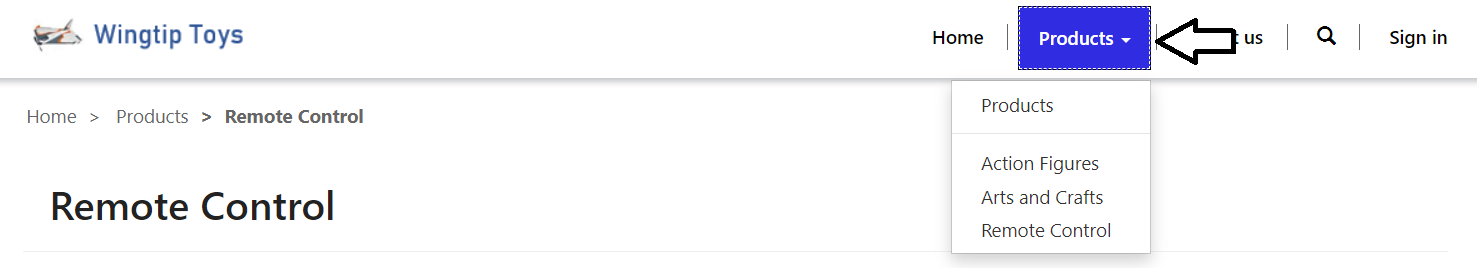 Wingtip Toys
Home Products us Sign in
Products
Home > Products > Remote Control
Action Figures
Arts and Crafts
Remote Control
Remote Control